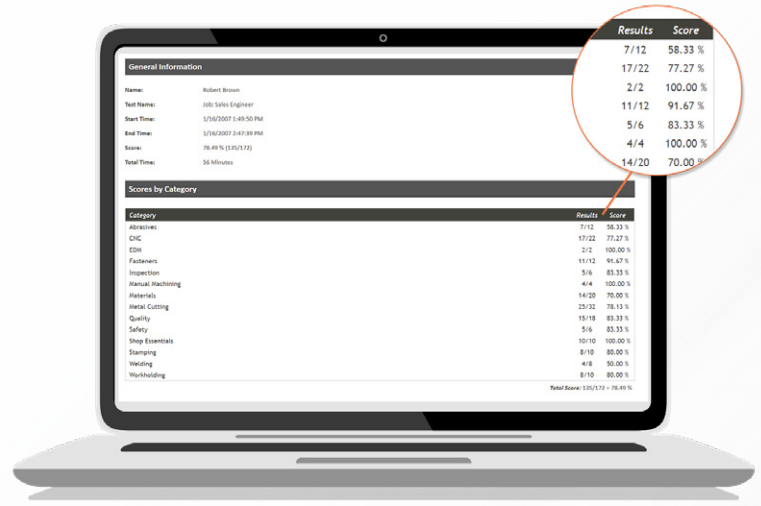 Results Score
7/12 58.33 %
17/22 77.27 %
2/2 100.00 %
11/12 91.67 %
5/6 83.33 %
4/4 100.00 %
14/20 70.00 %
General Information
Name: Robert Brown
Test Name: Job: Sales Engineer
Start Time: 1/16/2007 1:49:50 PM
End Time: 1/16/2007 2:47:39 PM
Score: 78.49 % (135/172)
Total Time: 56 Minutes
Scores by Category
Category Results Score
Abrasives 7/12 58.33 %
CNC 17/22 77.27 %
EDM 2/2 100.00 %
Fasteners 11/12 91.67 %
Inspection 5/6 83.33 %
Manual Machining 4/4 100.00 %
Materials 14/20 70.00 %
Metal Cutting 25/32 78.13 %
Quality 15/18 83.33 %
Safety 5/6 83.33 %
Shop Essentials 10/10 100.00 %
Stamping 8/10 80.00 %
Welding 4/8 50.00 %
Workholding 8/10 80.00 %
Total Score: 135/172 = 78.49 %